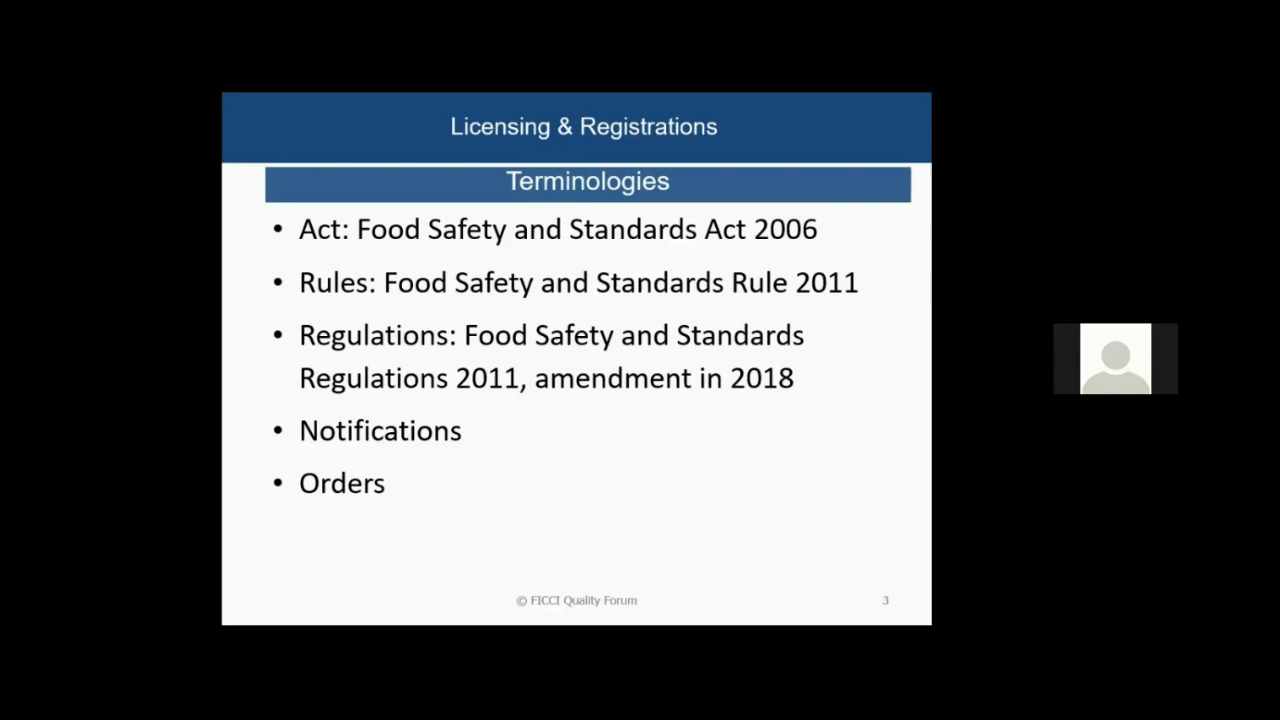 Licensing & Registrations
Terminologies
• Act: Food Safety and Standards Act 2006
• Rules: Food Safety and Standards Rule 2011
• Regulations: Food Safety and Standards
Regulations 2011, amendment in 2018
• Notifications
• Orders
© FICCI Quality Forum
3